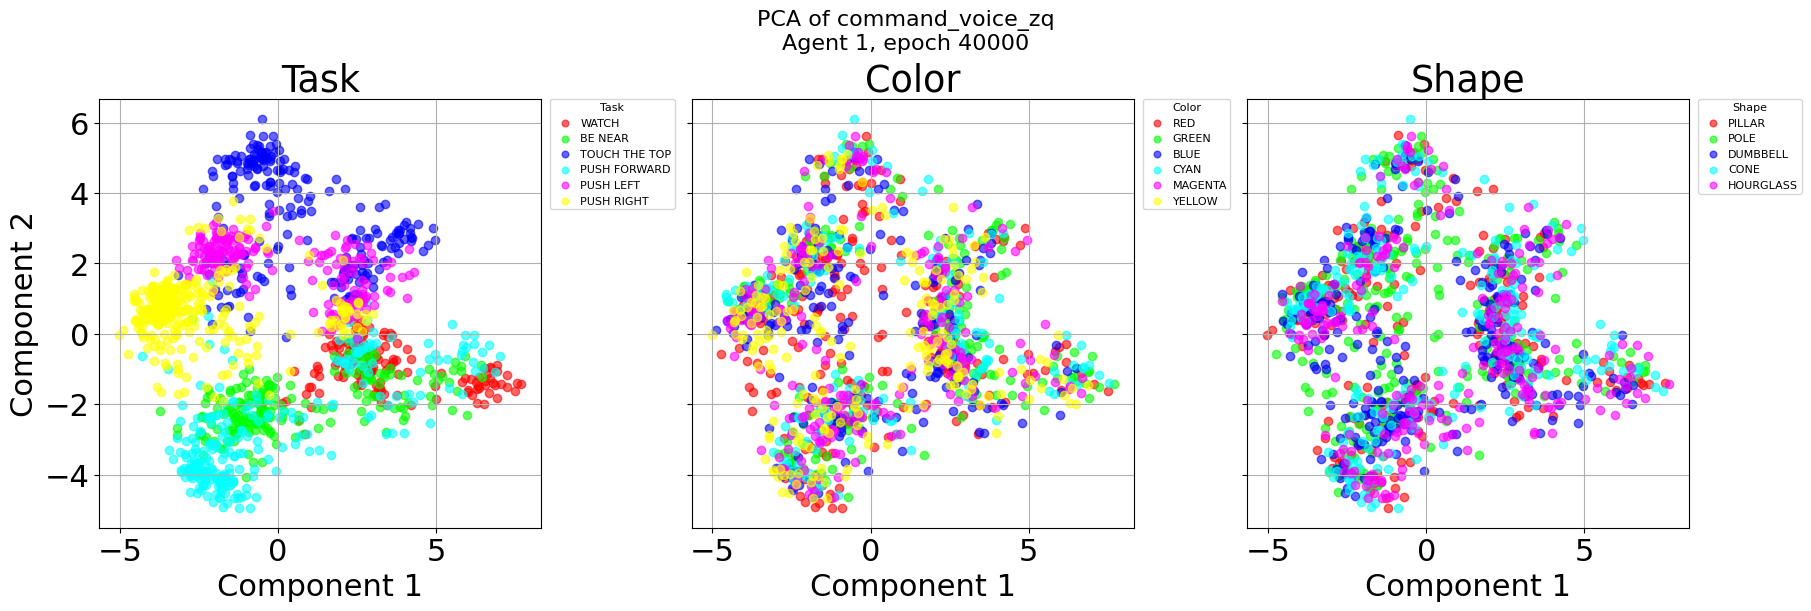 PCA of command_voice_zq
Agent 1, epoch 40000
Task
6
4
2
0
−2
−4
Component 2
−5 0 5
Component 1
Task
WATCH
BE NEAR
TOUCH THE TOP
PUSH FORWARD
PUSH LEFT
PUSH RIGHT
Color
−5 0 5
Component 1
Color
RED
GREEN
BLUE
CYAN
MAGENTA
YELLOW
Shape
−5 0 5
Component 1
Shape
PILLAR
POLE
DUMBBELL
CONE
HOURGLASS